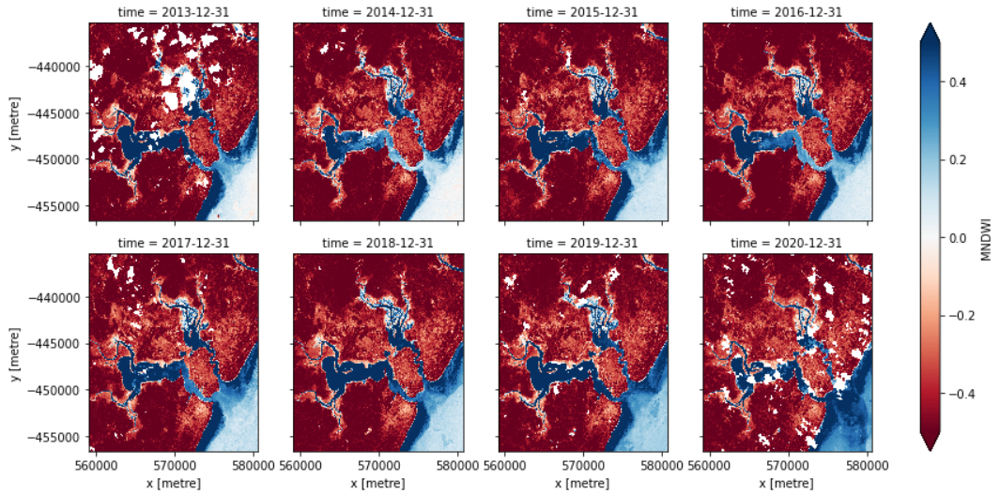 time = 2013-12-31
time = 2014-12-31
time = 2015-12-31
time = 2016-12-31
−440000
−445000
−450000
−455000
y [metre]
time = 2017-12-31
time = 2018-12-31
time = 2019-12-31
time = 2020-12-31
−440000
−445000
−450000
−455000
y [metre]
560000
570000
580000
560000
570000
580000
560000
570000
580000
560000
570000
580000
x [metre]
x [metre]
x [metre]
x [metre]
0.4
0.2
0.0
−0.2
−0.4
MNDWI